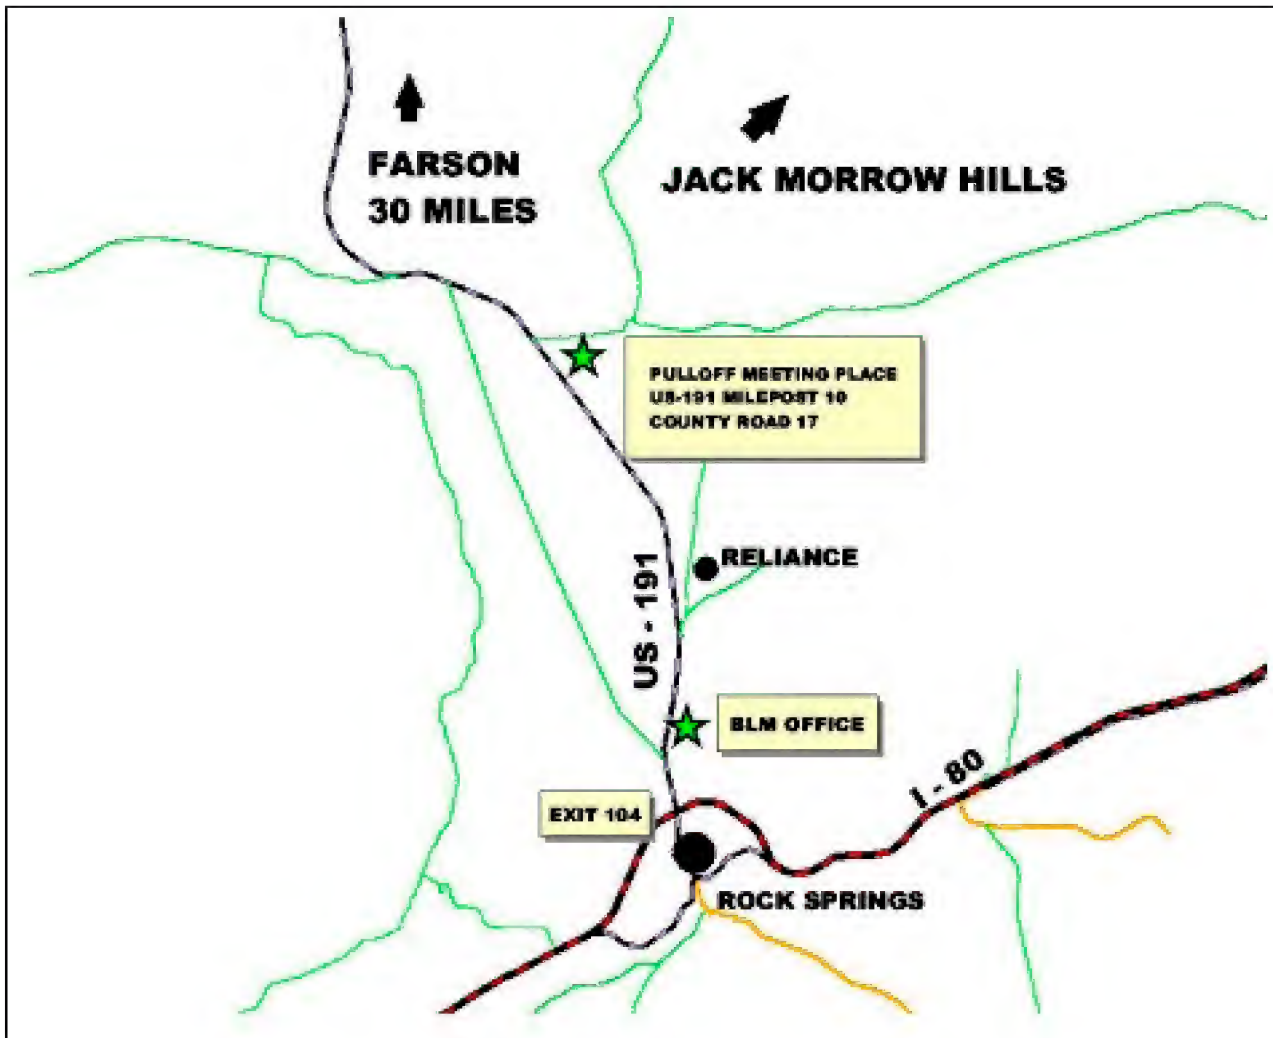 FARSON
30 MILES
JACK MORROW HILLS
PULLOFF MEETING PLACE
US-191 MILEPOST 10
COUNTY ROAD 17
RELIANCE
US - 191
BLM OFFICE
I - 80
EXIT 104
ROCK SPRINGS